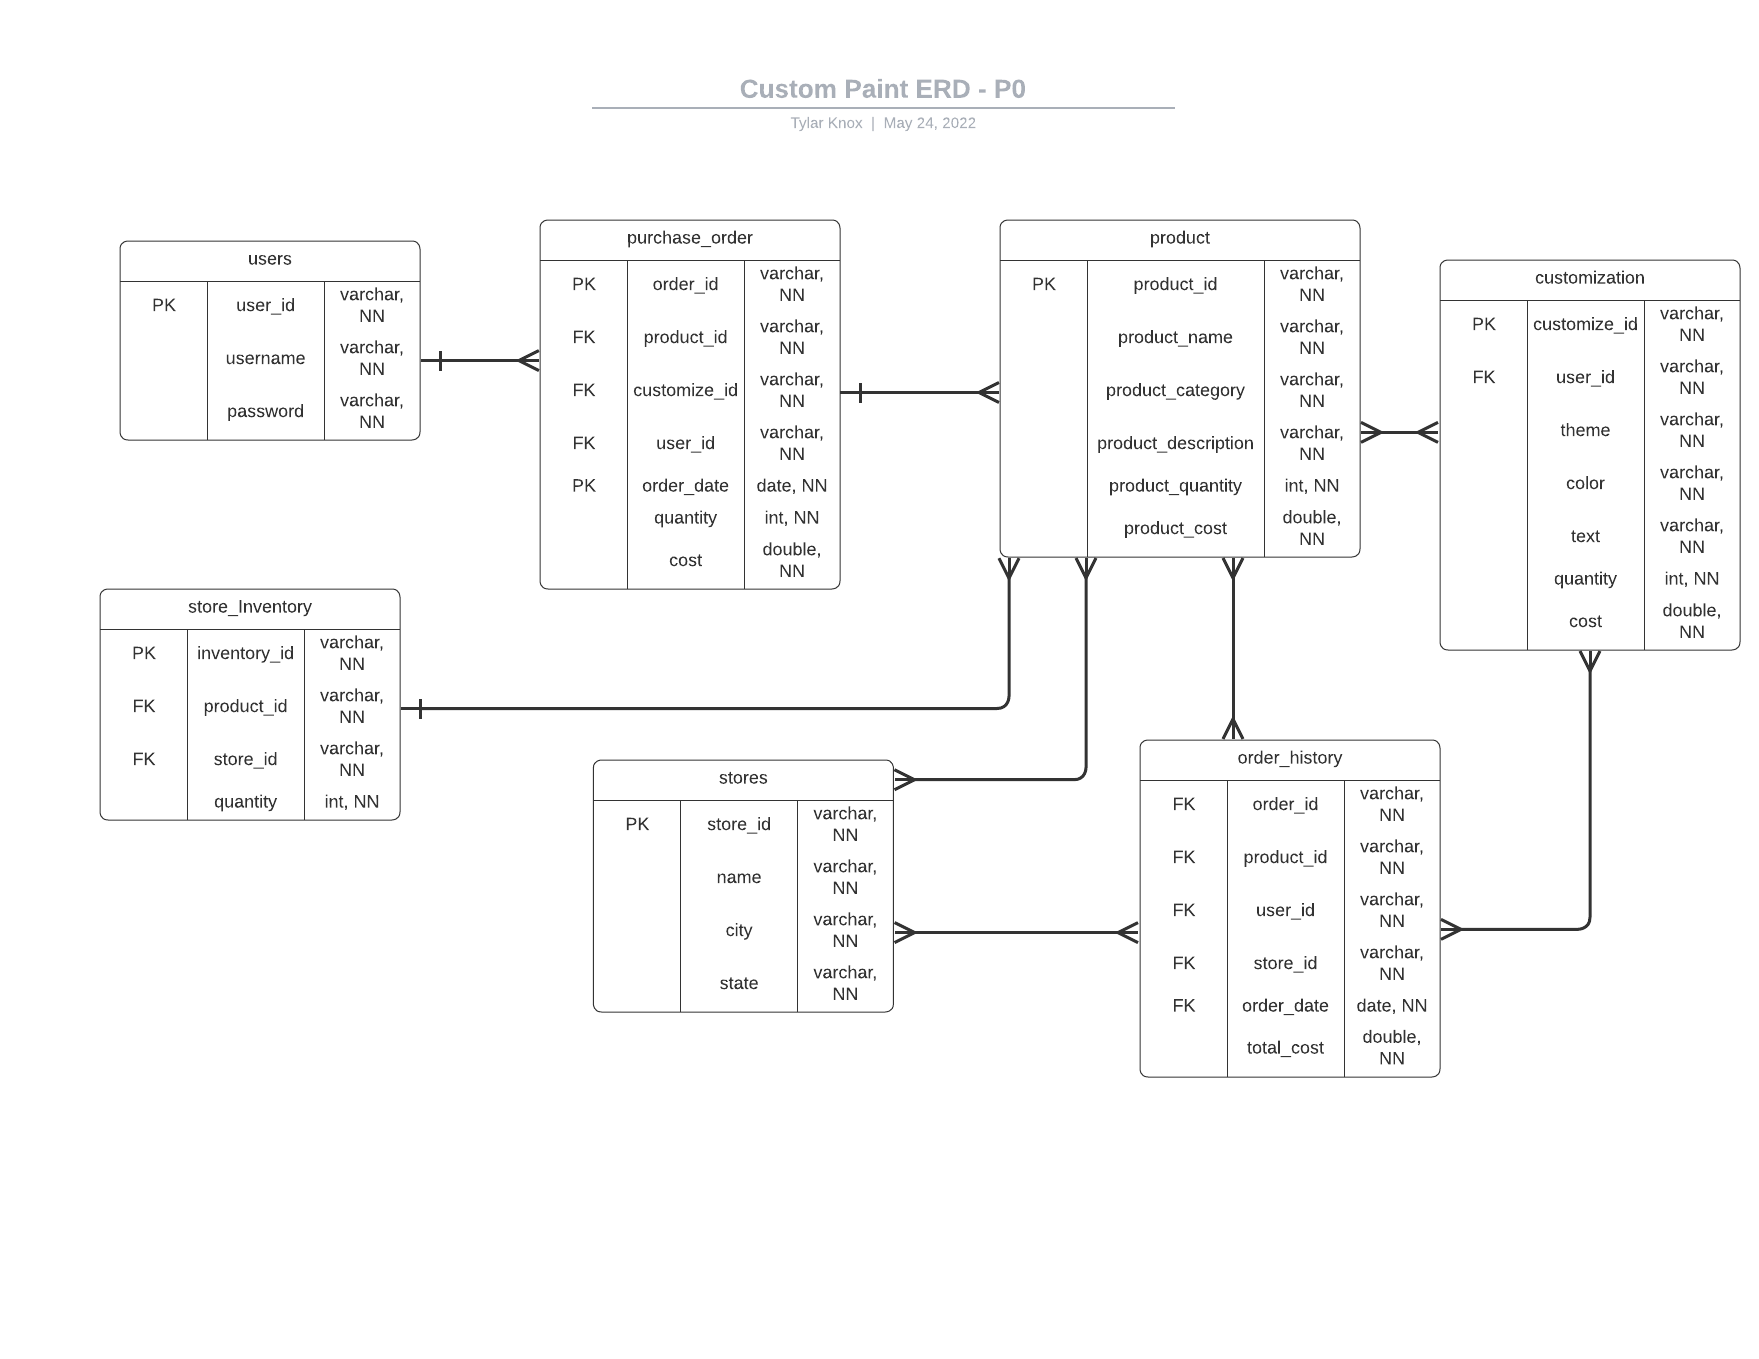 Custom Paint ERD - P0
Tylar Knox | May 24, 2022
users
PK user_id varchar,
NN
username varchar,
NN
password varchar,
NN
purchase_order
PK order_id varchar,
NN
FK product_id varchar,
NN
FK customize_id varchar,
NN
FK user_id varchar,
NN
PK order_date date, NN
quantity int, NN
cost double,
NN
product
PK product_id varchar,
NN
product_name varchar,
NN
product_category varchar,
NN
product_description varchar,
NN
product_quantity int, NN
product_cost double,
NN
customization
PK customize_id varchar,
NN
FK user_id varchar,
NN
theme varchar,
NN
color varchar,
NN
text varchar,
NN
quantity int, NN
cost double,
NN
store_Inventory
PK inventory_id varchar,
NN
FK product_id varchar,
NN
FK store_id varchar,
NN
quantity int, NN
stores
PK store_id varchar,
NN
name varchar,
NN
city varchar,
NN
state varchar,
NN
order_history
FK order_id varchar,
NN
FK product_id varchar,
NN
FK user_id varchar,
NN
FK store_id varchar,
NN
FK order_date date, NN
total_cost double,
NN